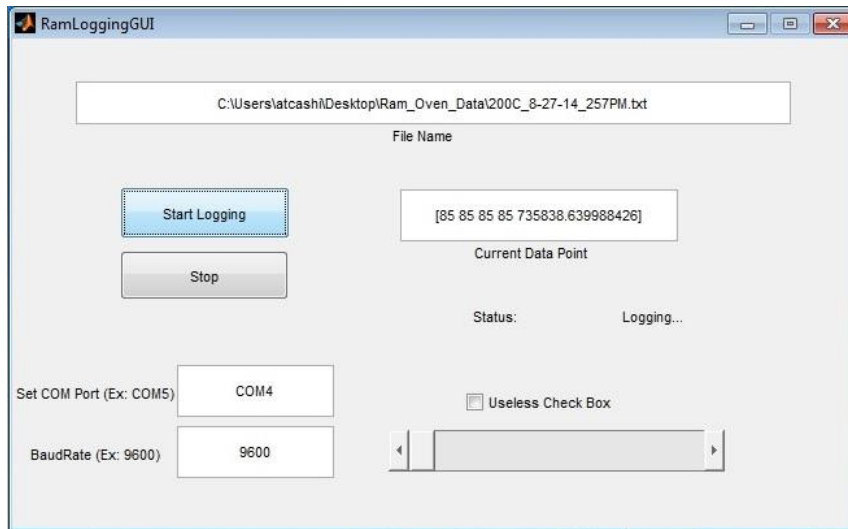 RamLoggingGUI
C:\Users\atcashi\Desktop\Ram_Oven_Data\200C_8-27-14_257PM.txt
File Name
Start Logging
[85 85 85 85 735838.639988426]
Current Data Point
Stop
Status: Logging...
Set COM Port (Ex: COM5) COM4
Useless Check Box
BaudRate (Ex: 9600) 9600